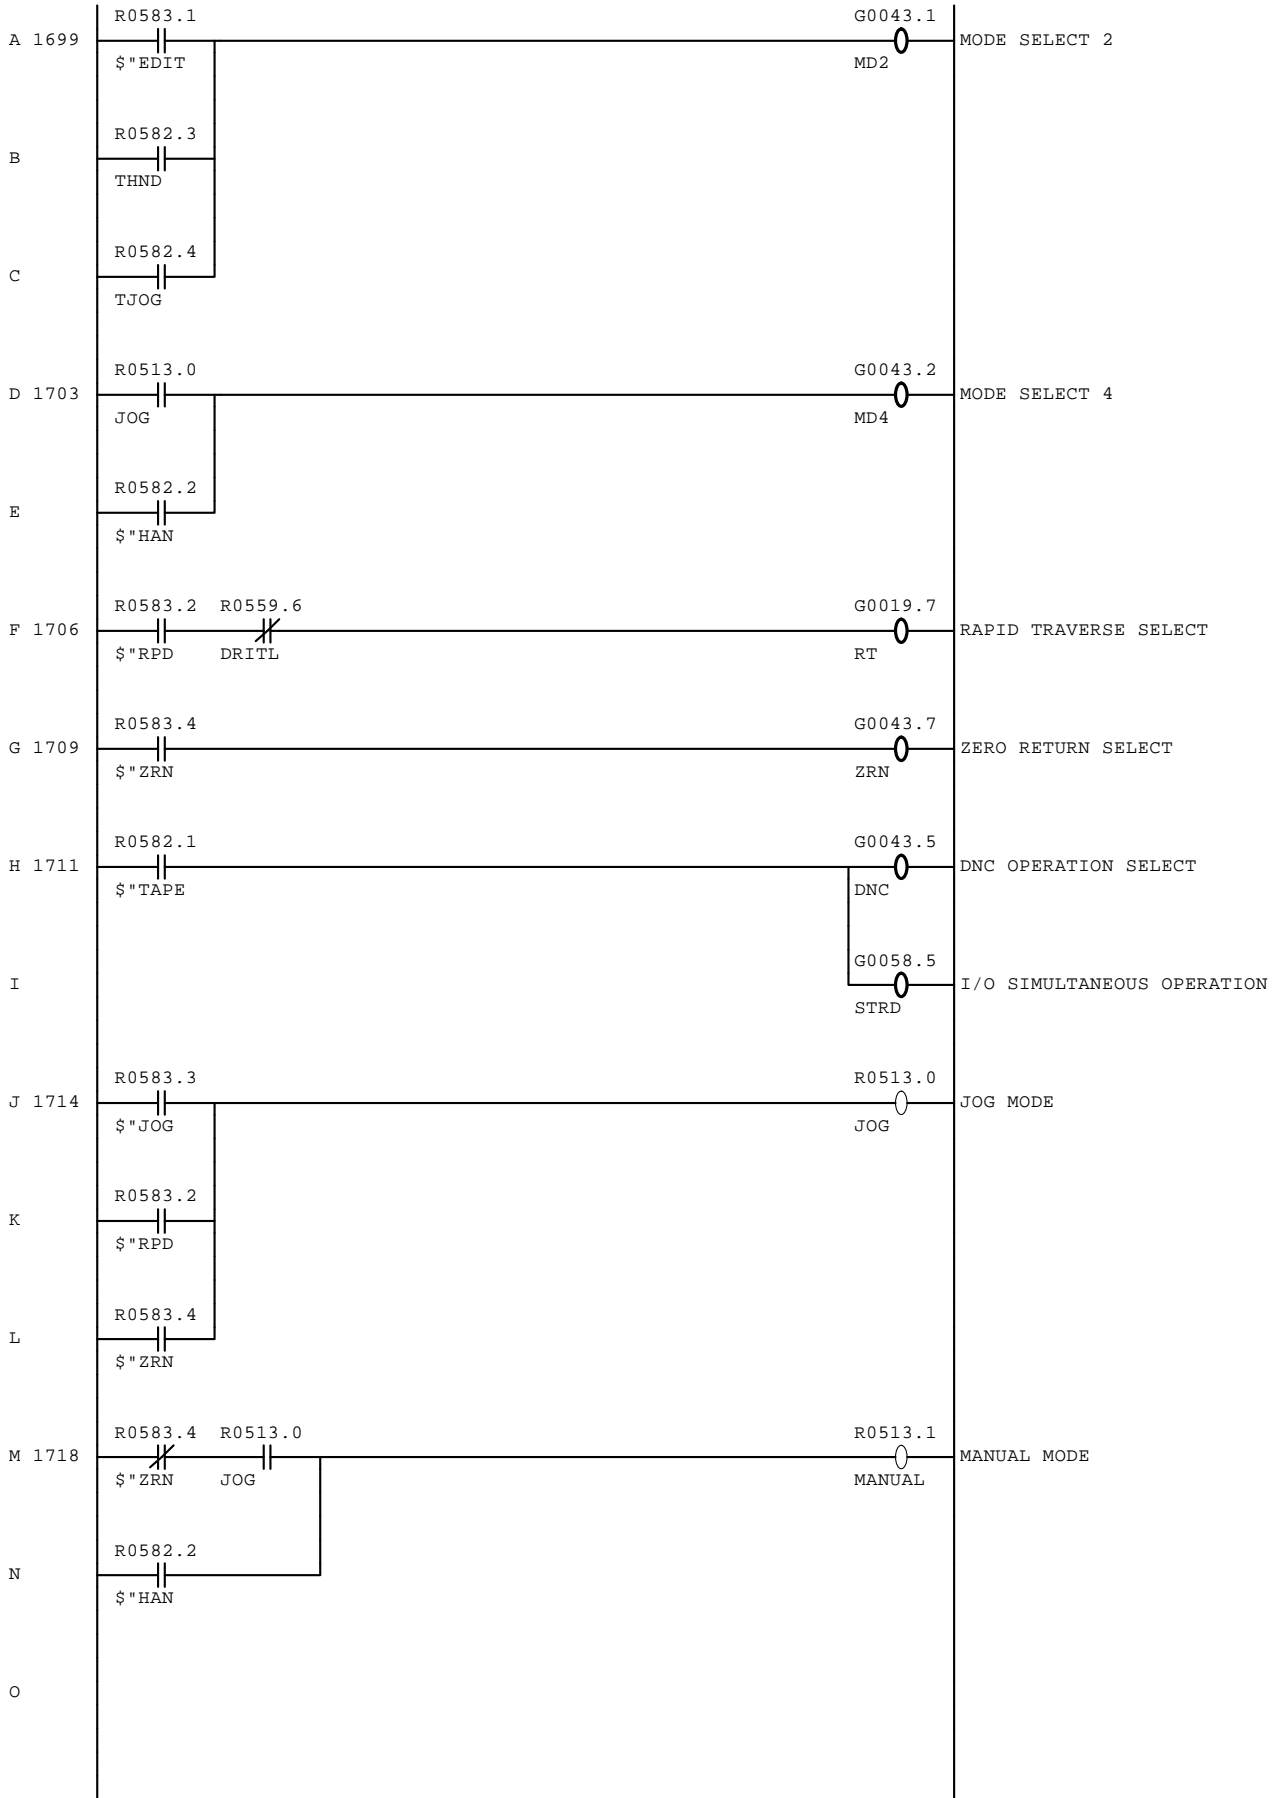 R0583.1 G0043.1
A 1699 MODE SELECT 2
$"EDIT MD2
R0582.3
B
THND
R0582.4
C
TJOG
R0513.0 G0043.2
D 1703 MODE SELECT 4
JOG MD4
R0582.2
E
$"HAN
R0583.2 R0559.6 G0019.7
F 1706 RAPID TRAVERSE SELECT
$"RPD DRITL RT
R0583.4 G0043.7
G 1709 ZERO RETURN SELECT
$"ZRN ZRN
R0582.1 G0043.5
H 1711 DNC OPERATION SELECT
$"TAPE DNC
G0058.5
I I/O SIMULTANEOUS OPERATION
STRD
R0583.3 R0513.0
J 1714 JOG MODE
$"JOG JOG
R0583.2
K
$"RPD
R0583.4
L
$"ZRN
R0583.4 R0513.0 R0513.1
M 1718 MANUAL MODE
$"ZRN JOG MANUAL
R0582.2
N
$"HAN
O